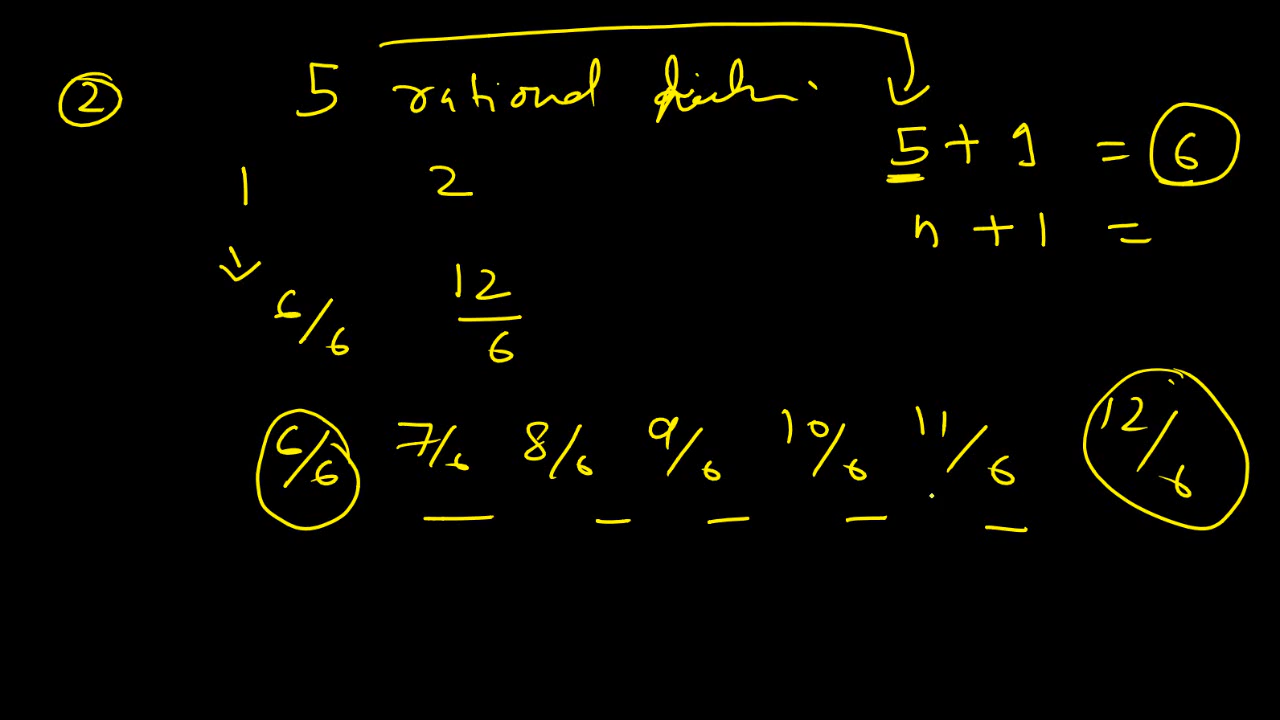 ② 5 rational
5 + 1 = 6
1 2
n + 1 =
6/6 12/6
6/6 7/6 8/6 9/6 10/6 11/6 12/6